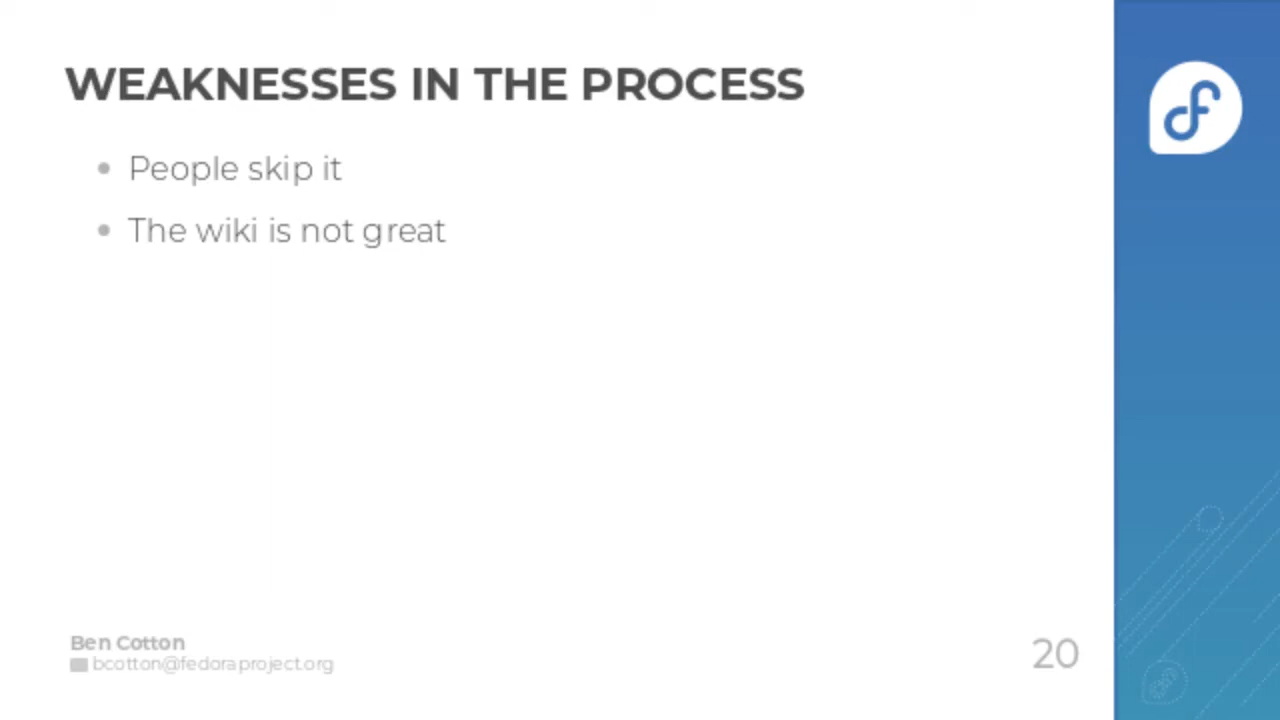 WEAKNESSES IN THE PROCESS
People skip it
The wiki is not great
Ben Cotton
bcotton@fedoraproject.org
20